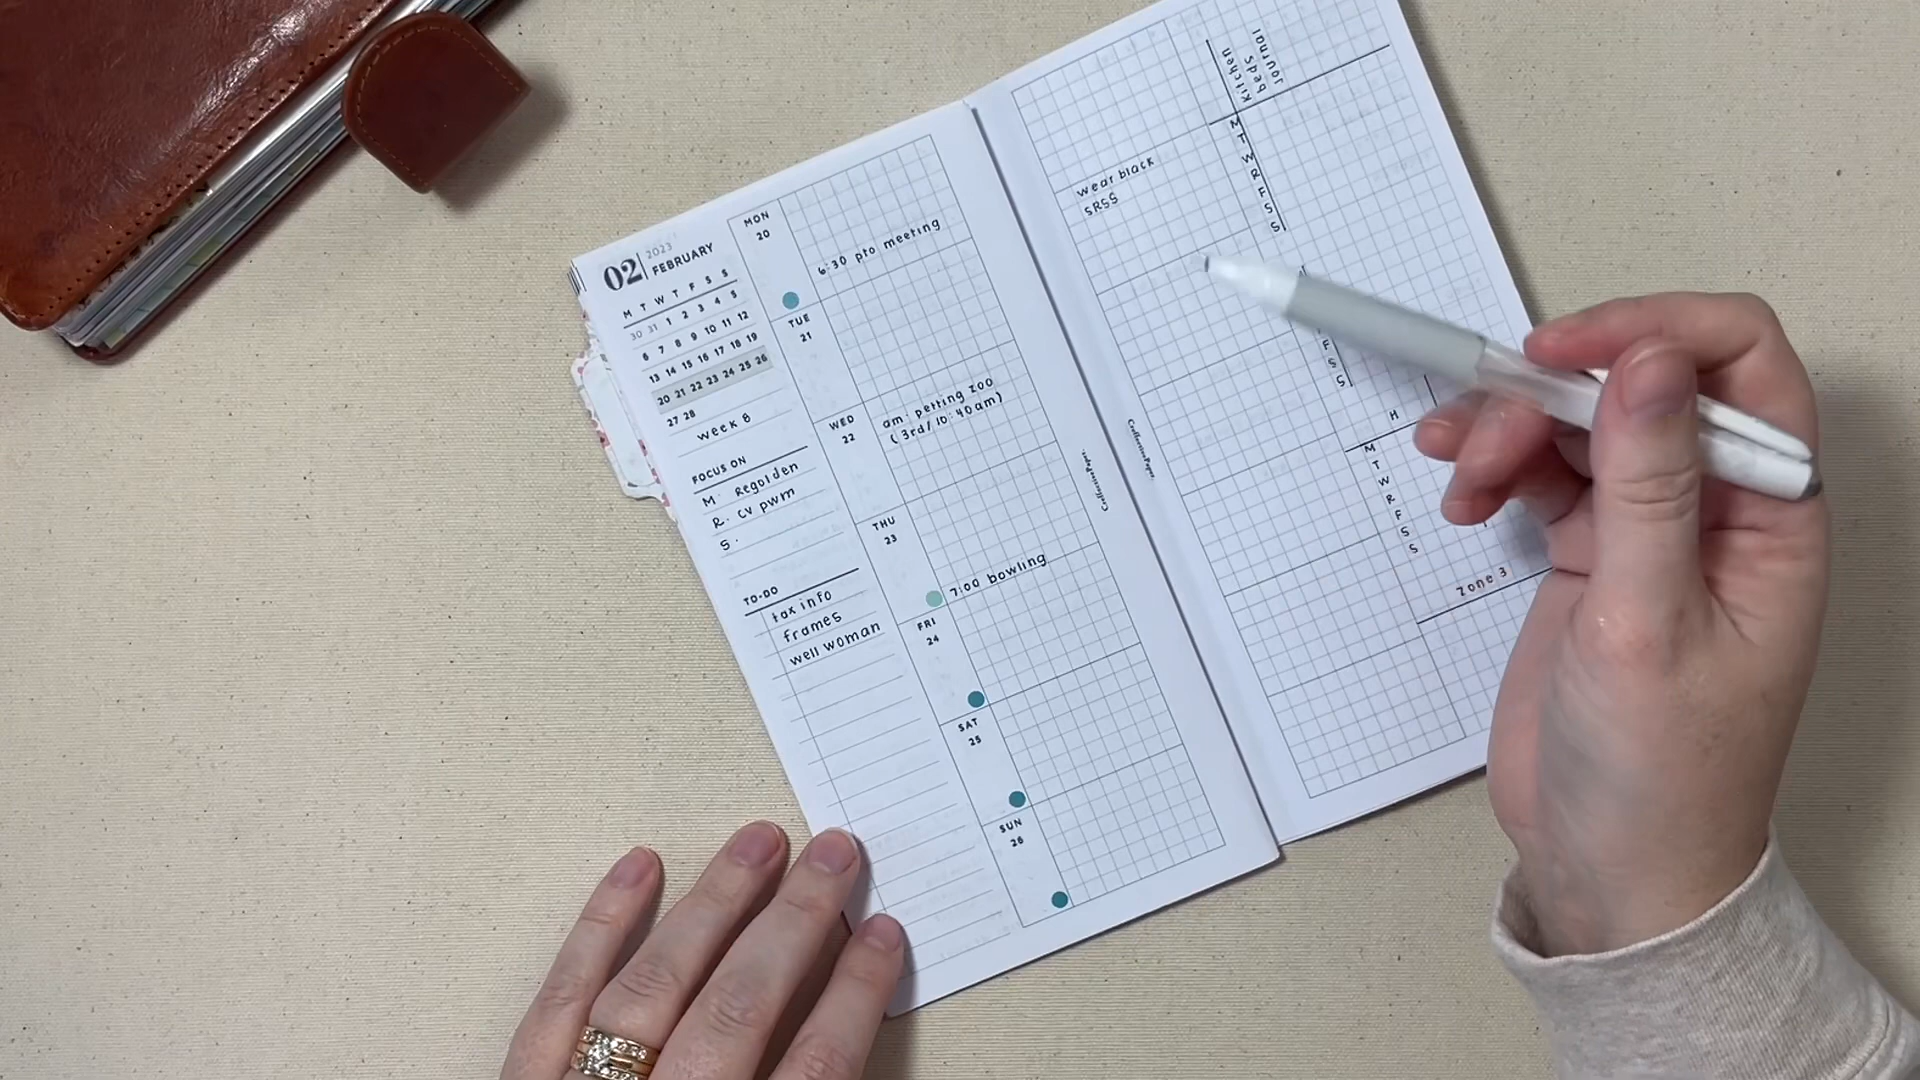 02
2023
FEBRUARY
M T W T F S S
30 31 1 2 3 4 5
6 7 8 9 10 11 12
13 14 15 16 17 18 19
20 21 22 23 24 25 26
27 28
week 8
FOCUS ON
M. Regolden
R. cv pwm
S.
TO-DO
tax info
frames
well woman
MON
20
6:30 pto meeting
TUE
21
WED
22
am: petting zoo
(3rd/10:40am)
THU
23
7:00 bowling
FRI
24
SAT
25
SUN
26
wear black
SRSS
kitchen
beds
journal
M
T
W
R
F
S
S
F
S
S
H
M
T
W
R
F
S
S
zone 3